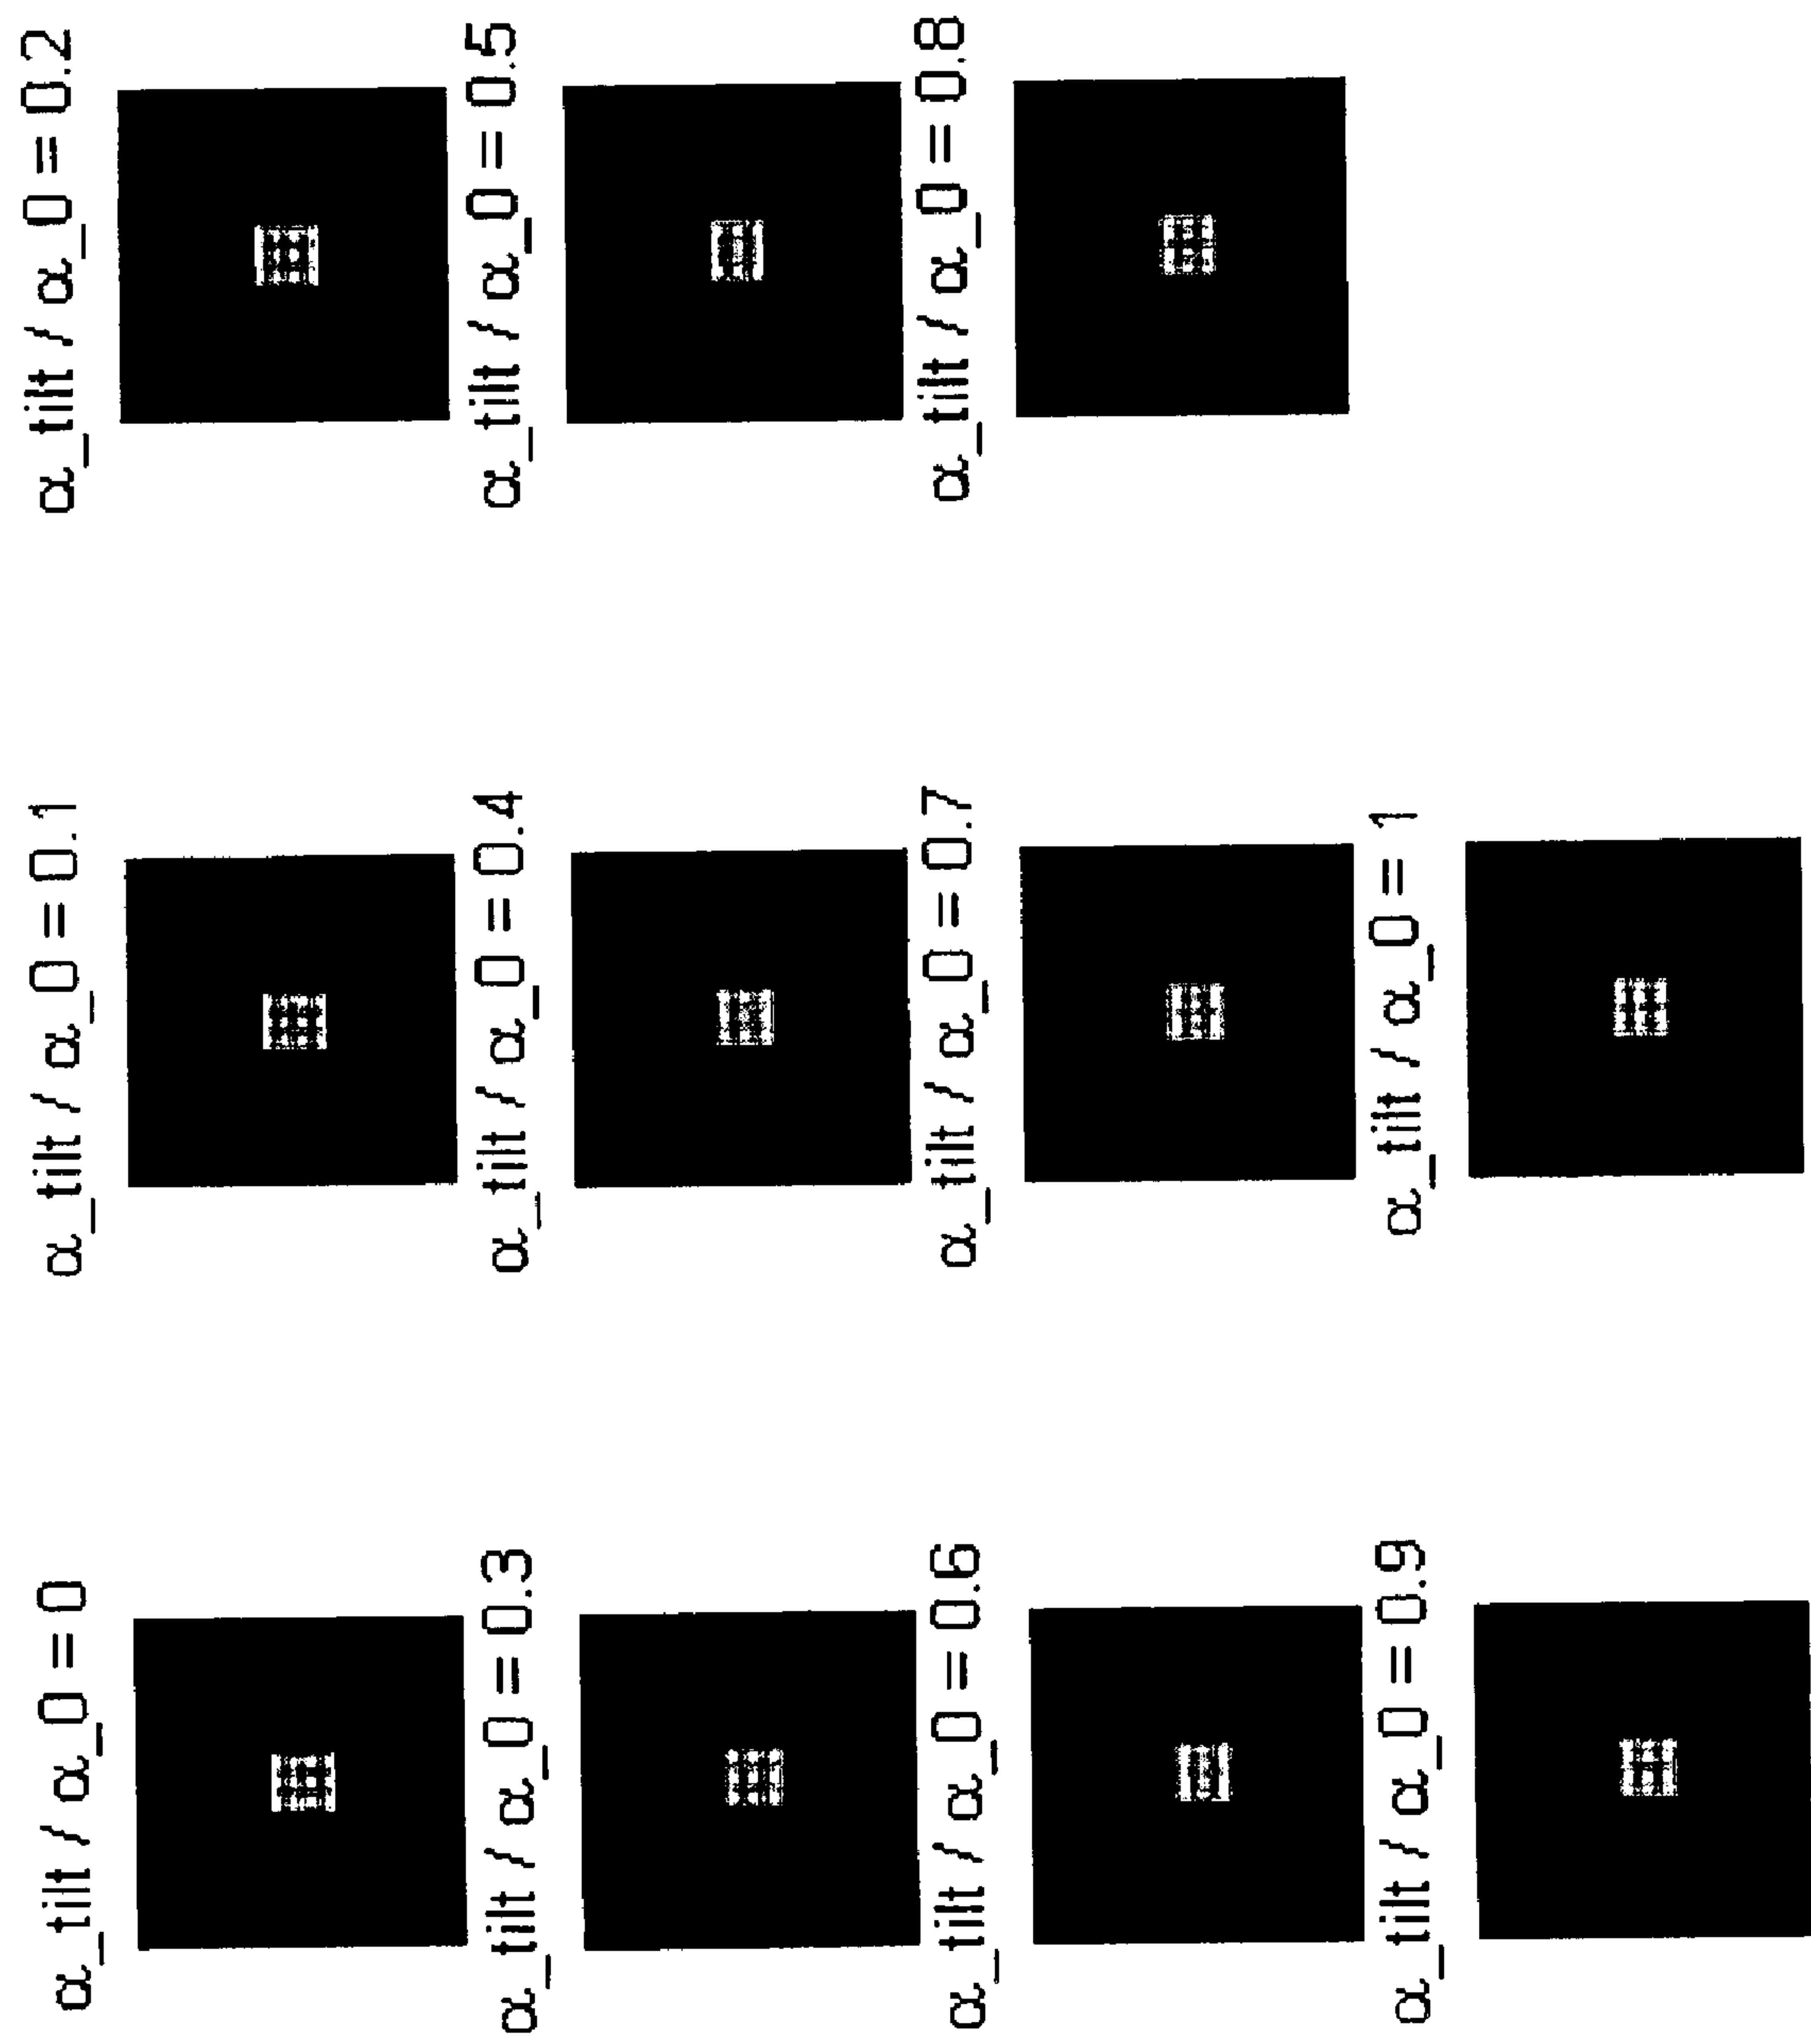 α_tilt / α_0 = 0
α_tilt / α_0 = 0.1
α_tilt / α_0 = 0.2
α_tilt / α_0 = 0.3
α_tilt / α_0 = 0.4
α_tilt / α_0 = 0.5
α_tilt / α_0 = 0.6
α_tilt / α_0 = 0.7
α_tilt / α_0 = 0.8
α_tilt / α_0 = 0.9
α_tilt / α_0 = 1